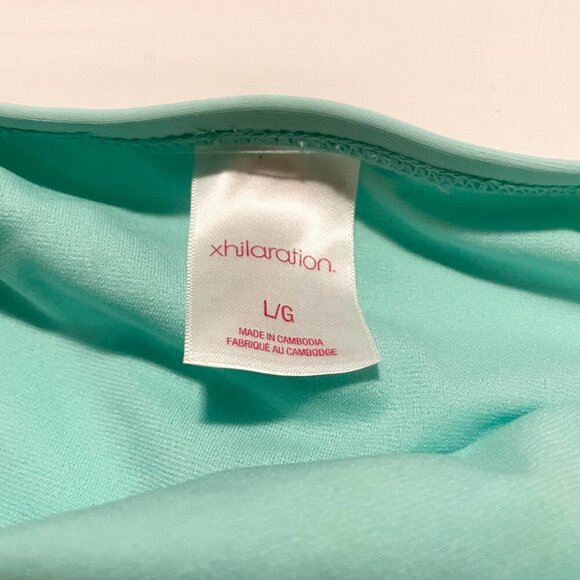 xhilaration.
L/G
MADE IN CAMBODIA
FABRIQUÉ AU CAMBODGE